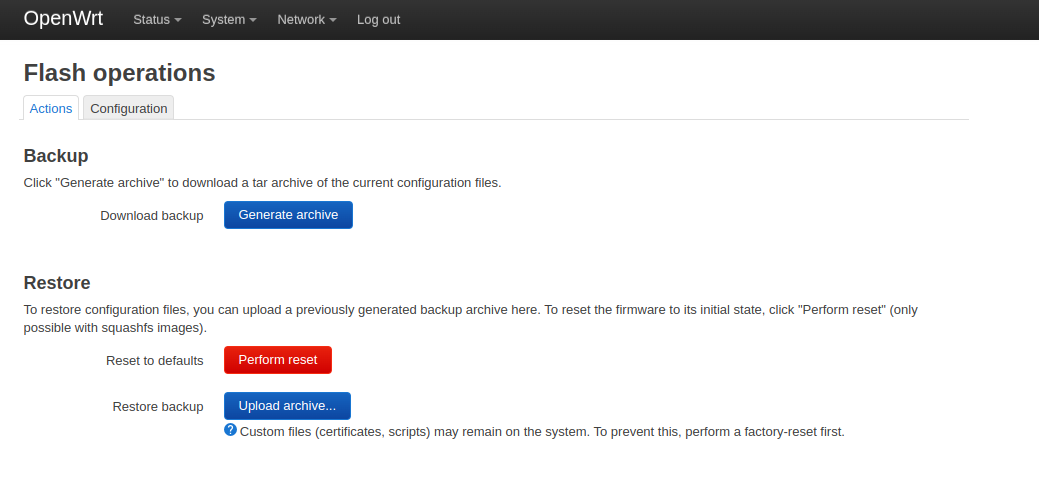 OpenWrt Status System Network Log out
Flash operations
Actions Configuration
Backup
Click "Generate archive" to download a tar archive of the current configuration files.
Download backup Generate archive
Restore
To restore configuration files, you can upload a previously generated backup archive here. To reset the firmware to its initial state, click "Perform reset" (only
possible with squashfs images).
Reset to defaults Perform reset
Restore backup Upload archive...
? Custom files (certificates, scripts) may remain on the system. To prevent this, perform a factory-reset first.